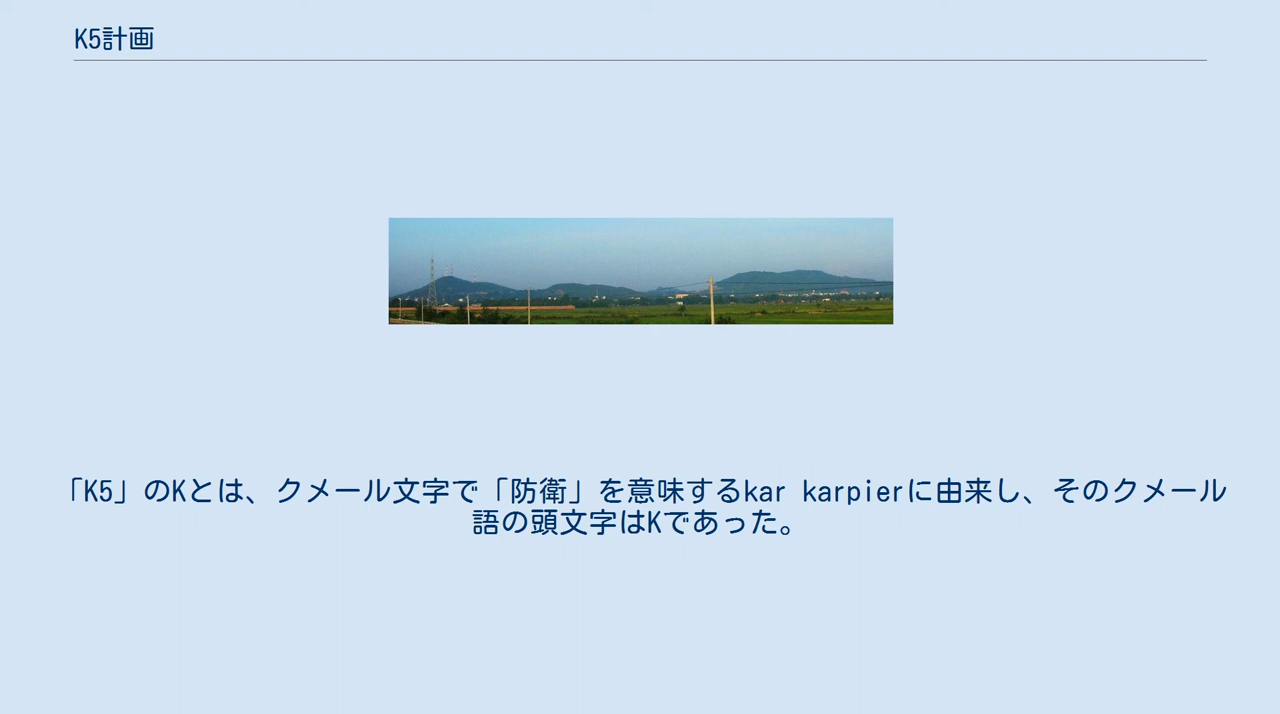 K5計画
「K5」のKとは、クメール文字で「防衛」を意味するkar karpierに由来し、そのクメール
語の頭文字はKであった。